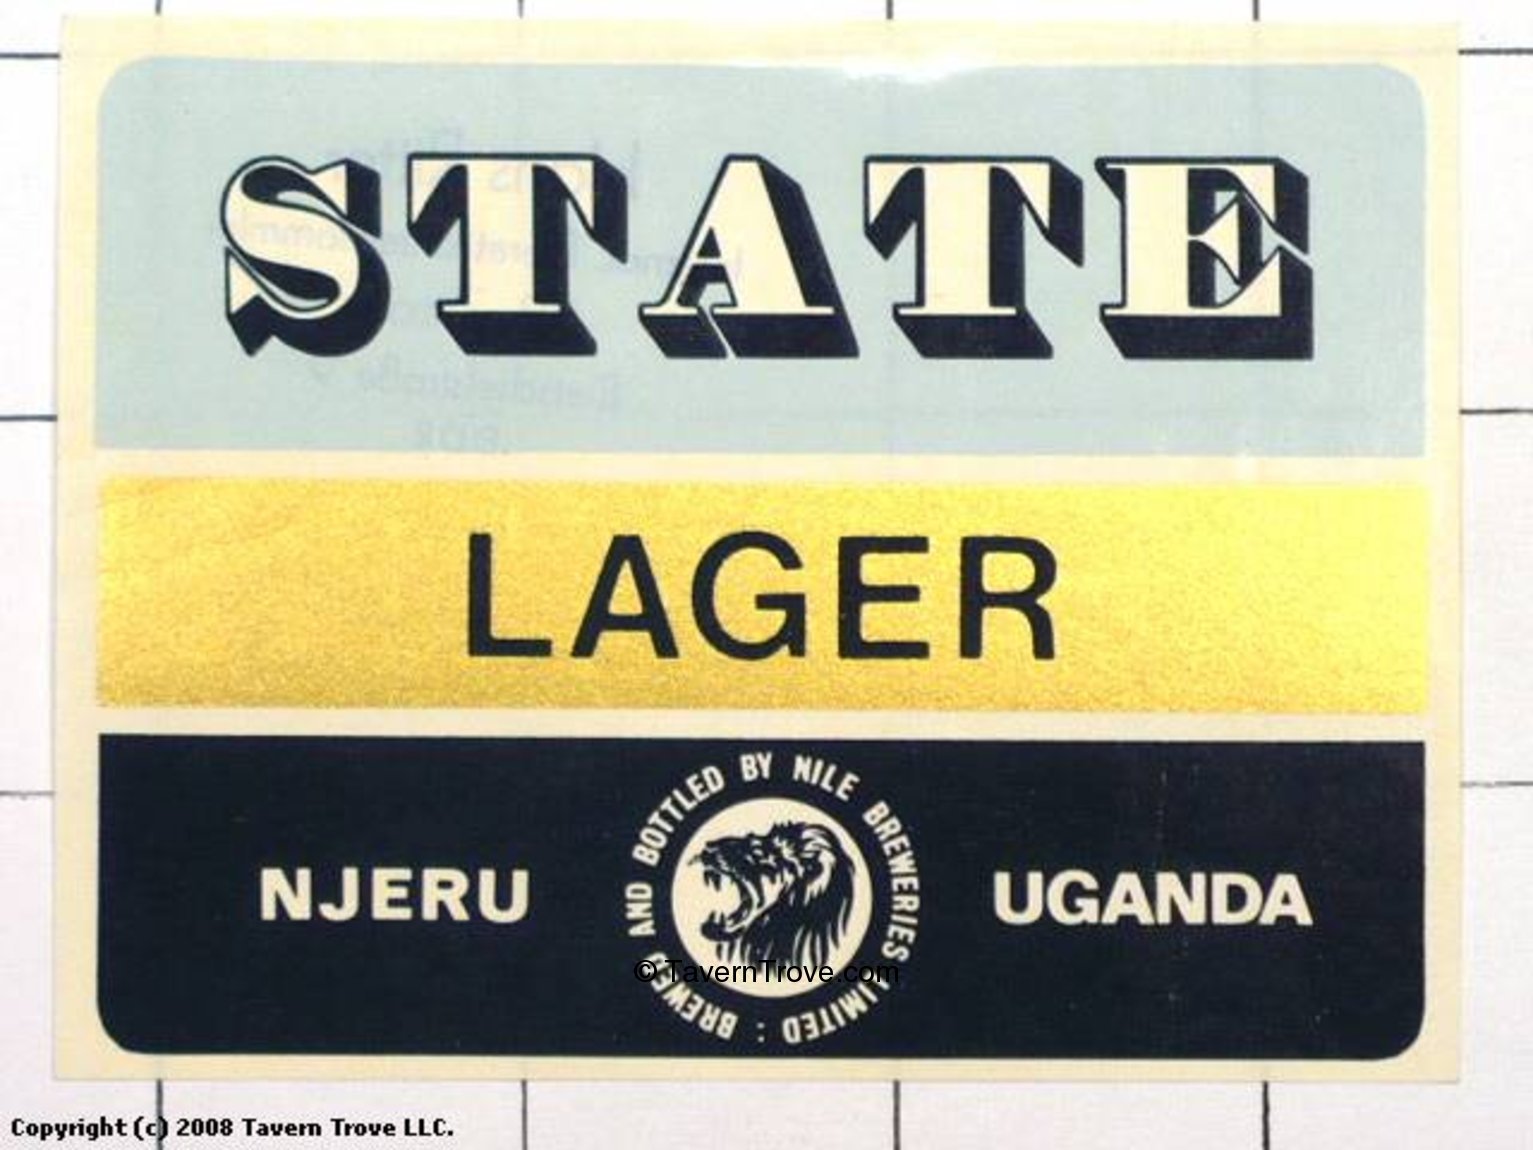 STATE
LAGER
NJERU
BREWED AND BOTTLED BY NILE BREWERIES LIMITED :
UGANDA
© TavernTrove.com
Copyright (c) 2008 Tavern Trove LLC.